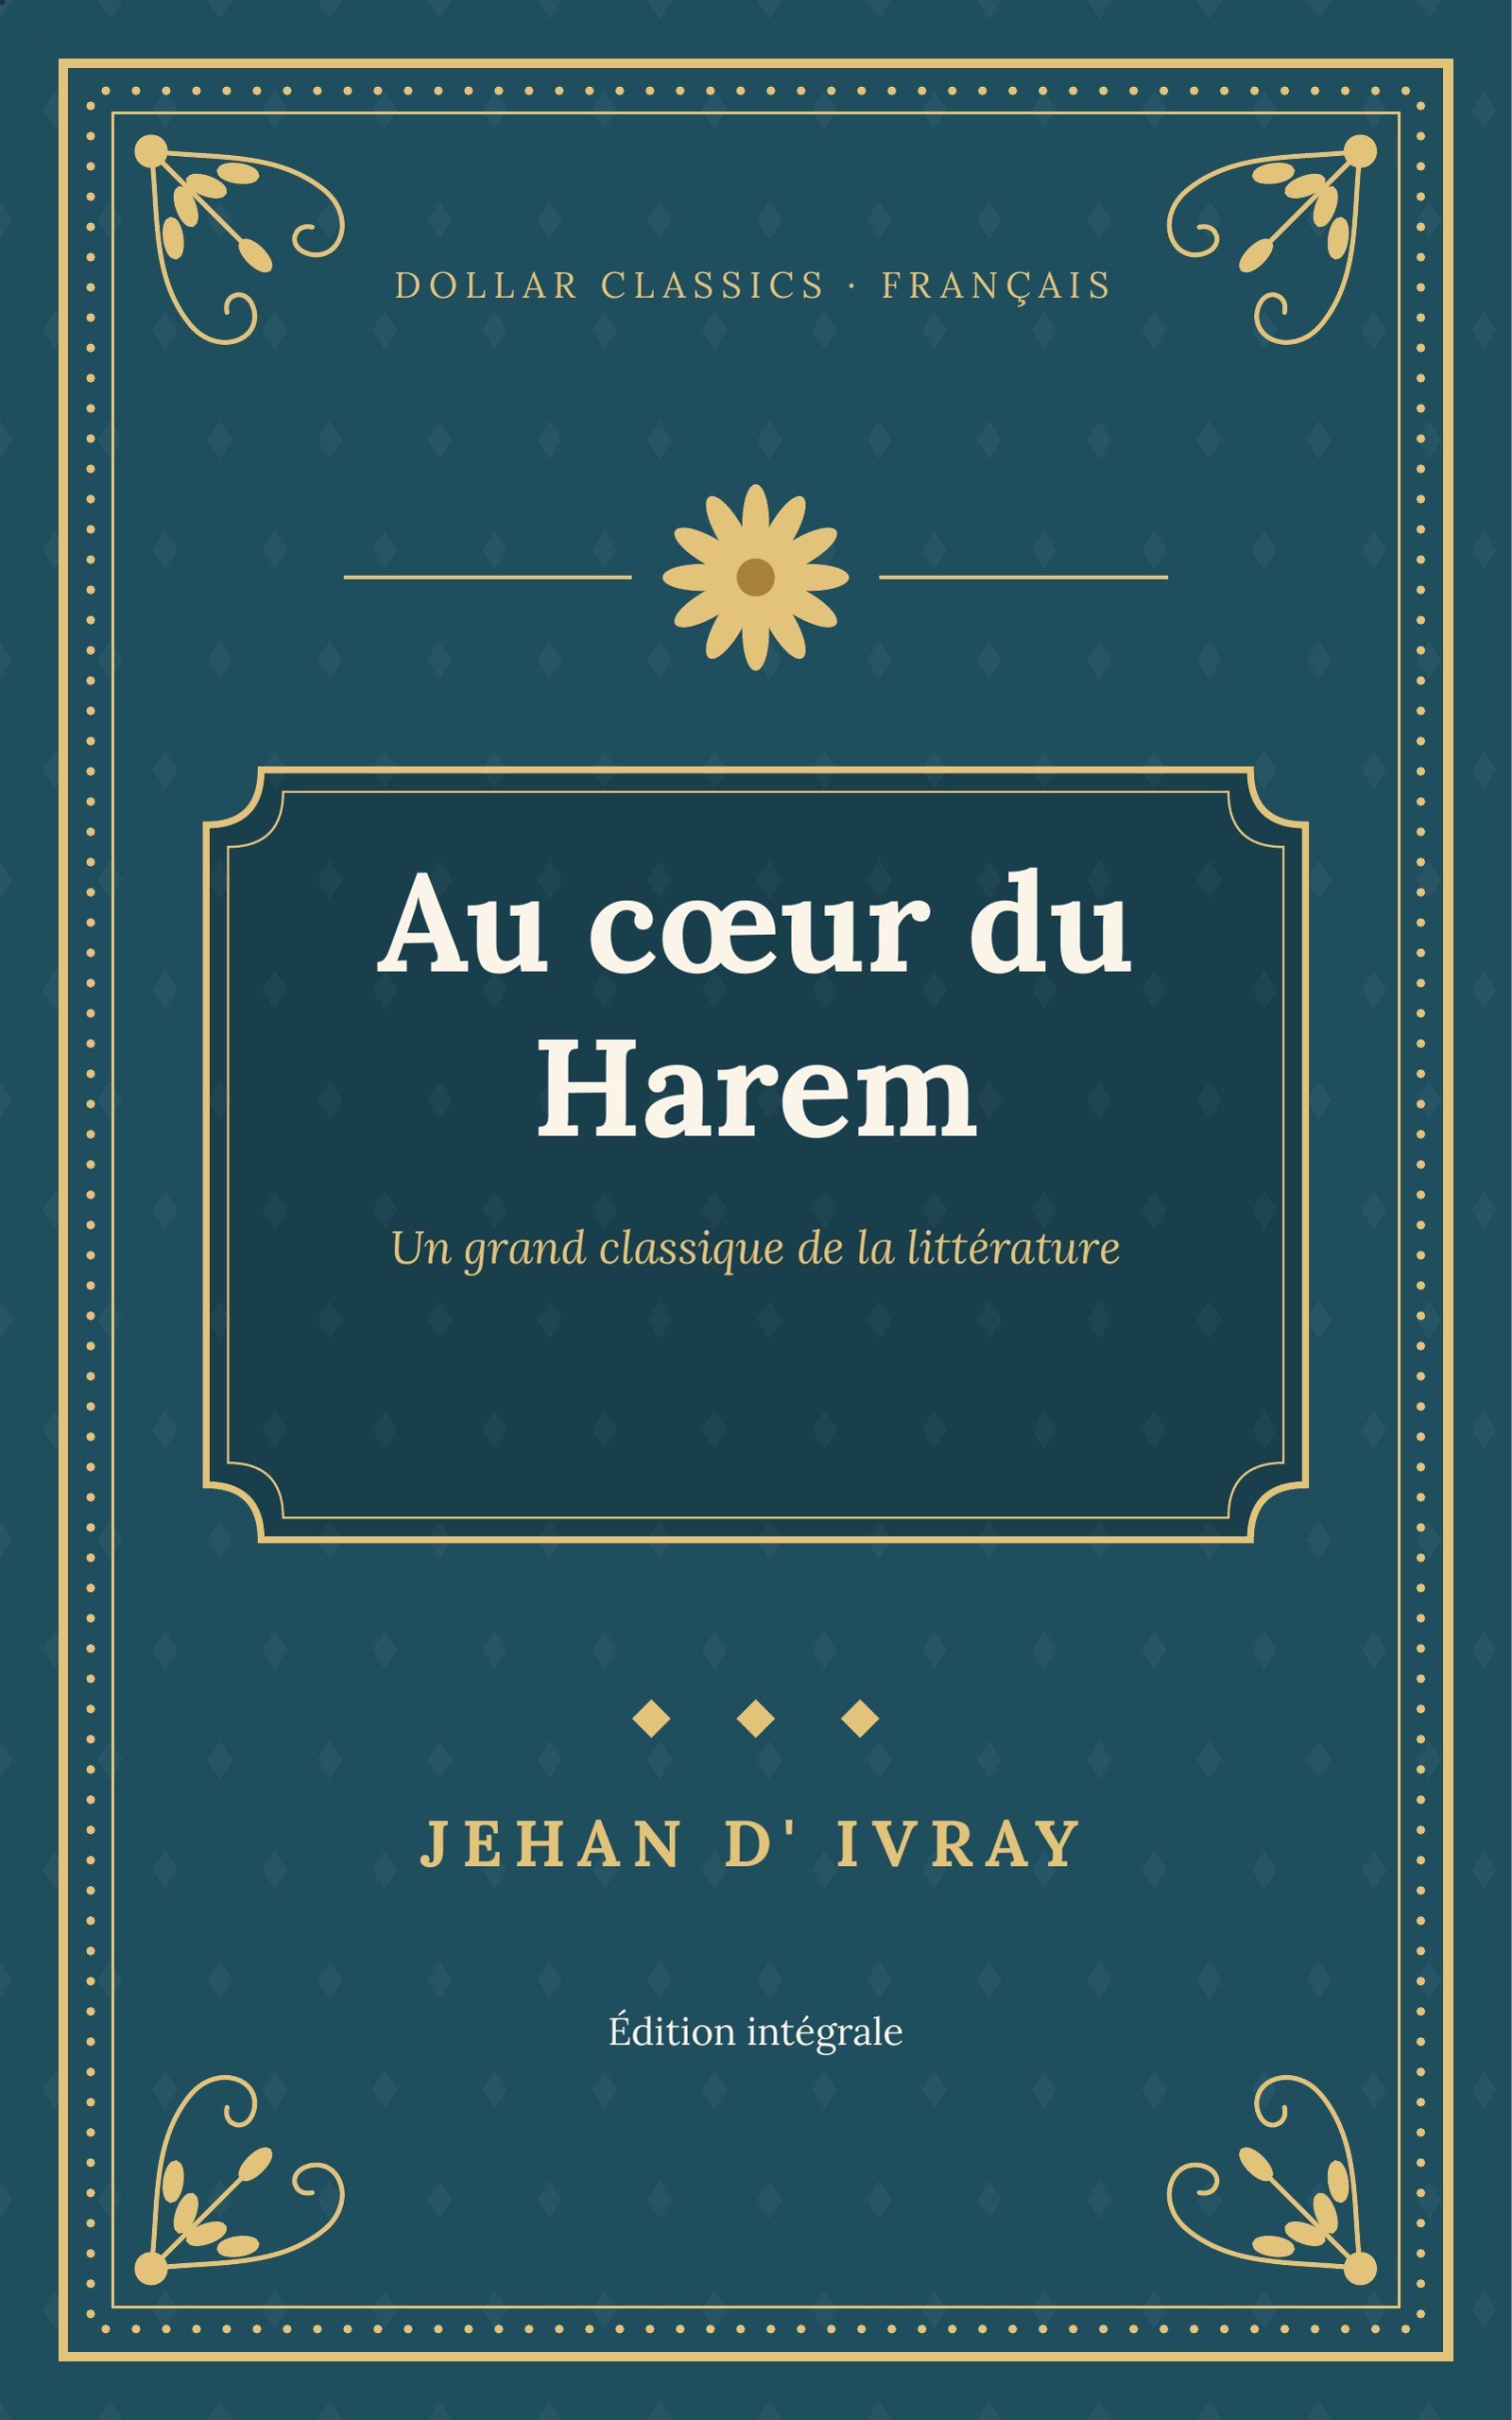 DOLLAR CLASSICS · FRANÇAIS
Au cœur du
Harem
Un grand classique de la littérature
JEHAN D' IVRAY
Édition intégrale